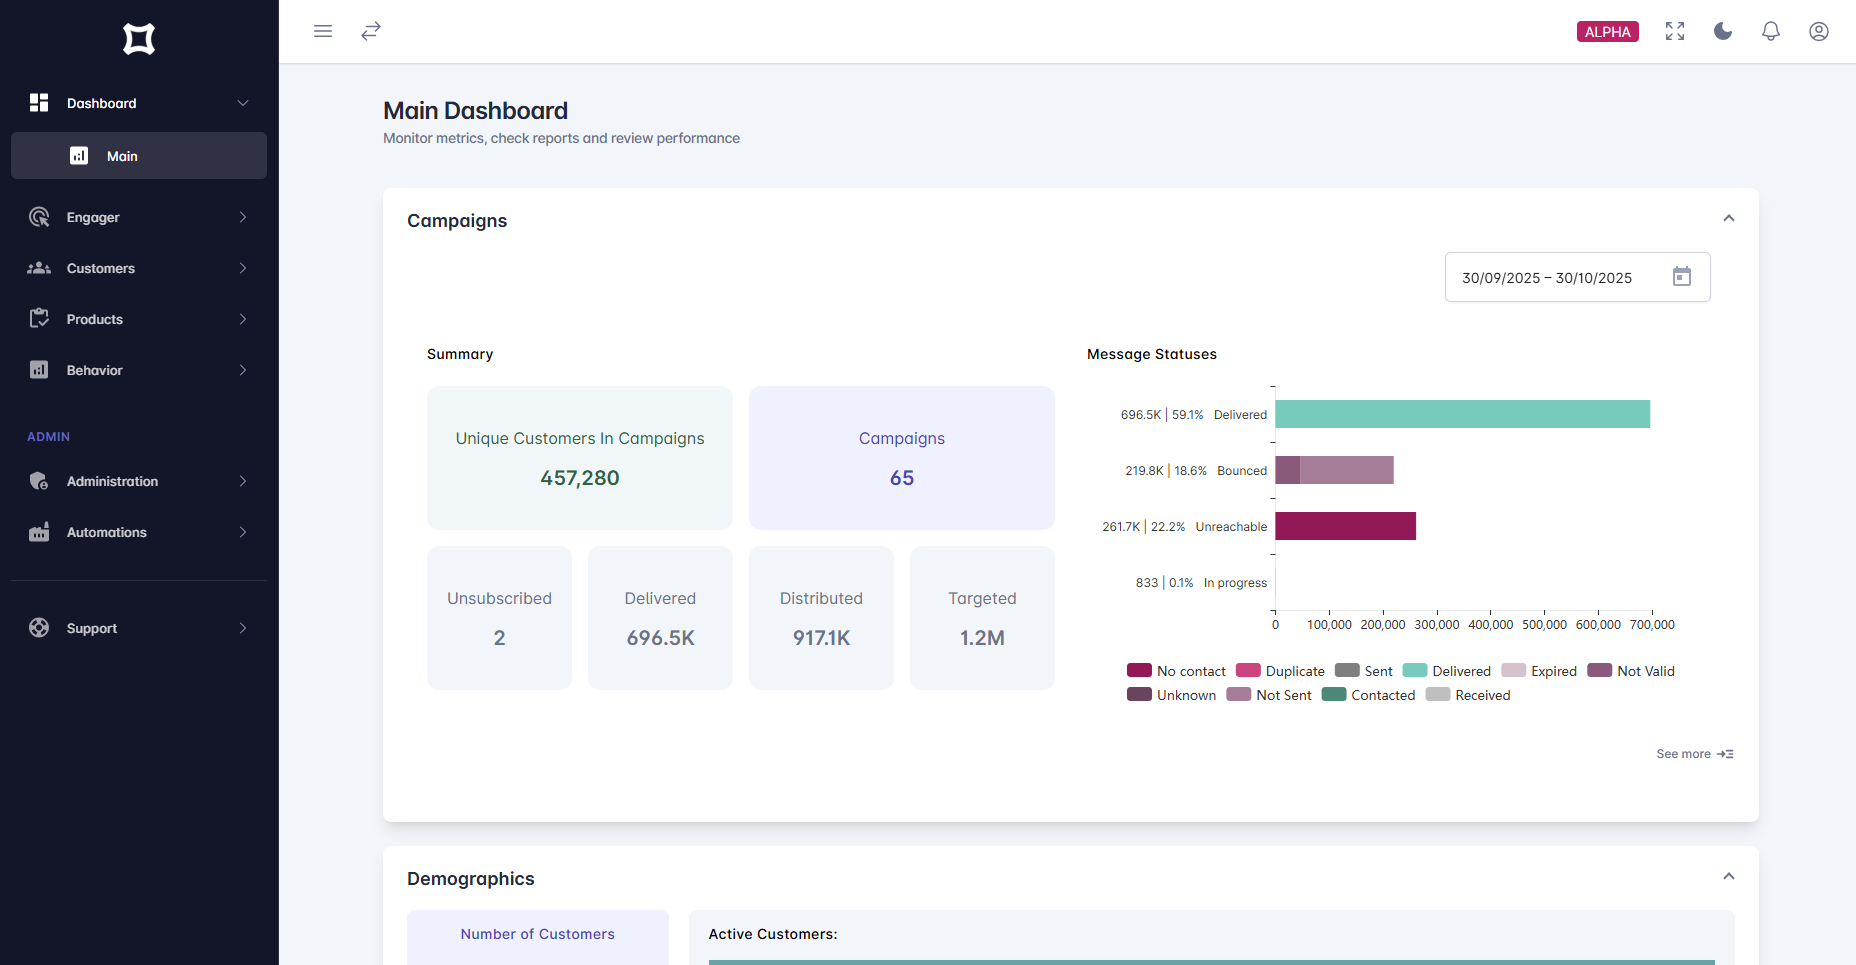 Dashboard
Main
Engager
Customers
Products
Behavior
ADMIN
Administration
Automations
Support
ALPHA
Main Dashboard
Monitor metrics, check reports and review performance
Campaigns
30/09/2025 – 30/10/2025
Summary
Unique Customers In Campaigns
457,280
Campaigns
65
Unsubscribed
2
Delivered
696.5K
Distributed
917.1K
Targeted
1.2M
Message Statuses
696.5K | 59.1% Delivered
219.8K | 18.6% Bounced
261.7K | 22.2% Unreachable
833 | 0.1% In progress
0 100,000 200,000 300,000 400,000 500,000 600,000 700,000
No contact Duplicate Sent Delivered Expired Not Valid
Unknown Not Sent Contacted Received
See more
Demographics
Number of Customers
Active Customers: